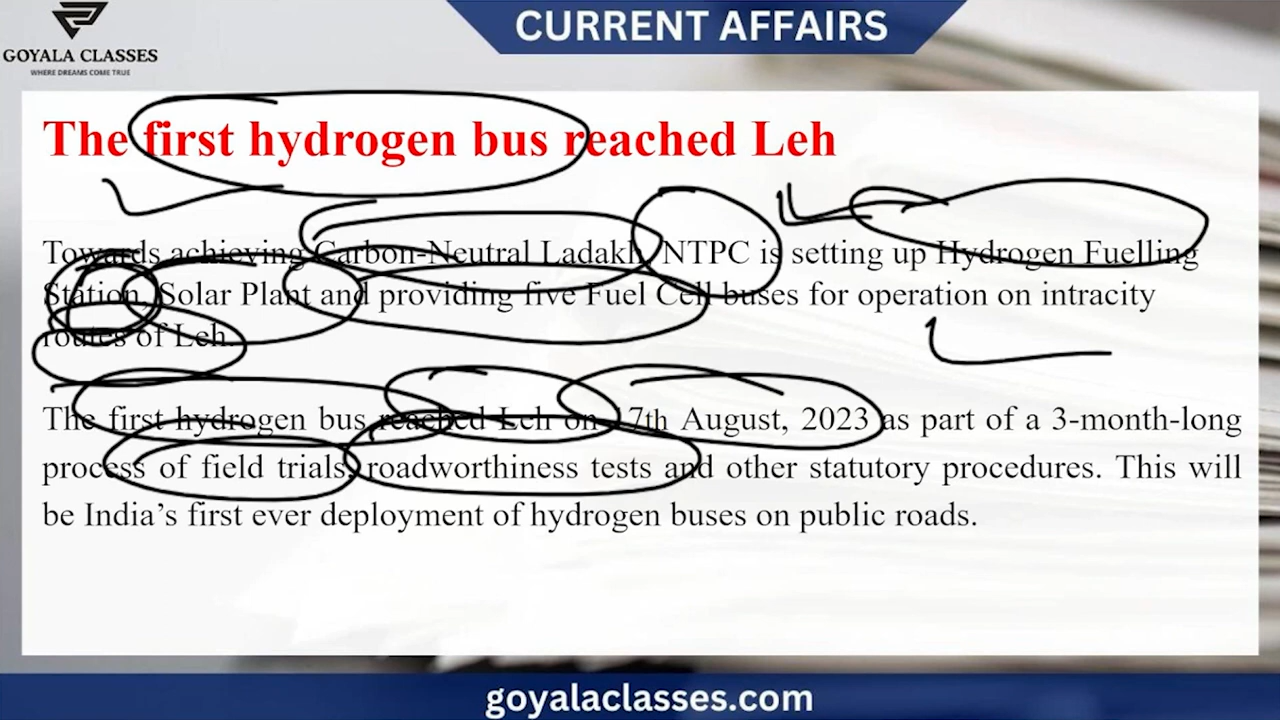 CURRENT AFFAIRS
GOYALA CLASSES
WHERE DREAMS COME TRUE
The first hydrogen bus reached Leh
Towards achieving Carbon-Neutral Ladakh, NTPC is setting up Hydrogen Fuelling
Station, Solar Plant and providing five Fuel Cell buses for operation on intracity
routes of Leh.
The first hydrogen bus reached Leh on 17th August, 2023 as part of a 3-month-long
process of field trials, roadworthiness tests and other statutory procedures. This will
be India's first ever deployment of hydrogen buses on public roads.
goyalaclasses.com